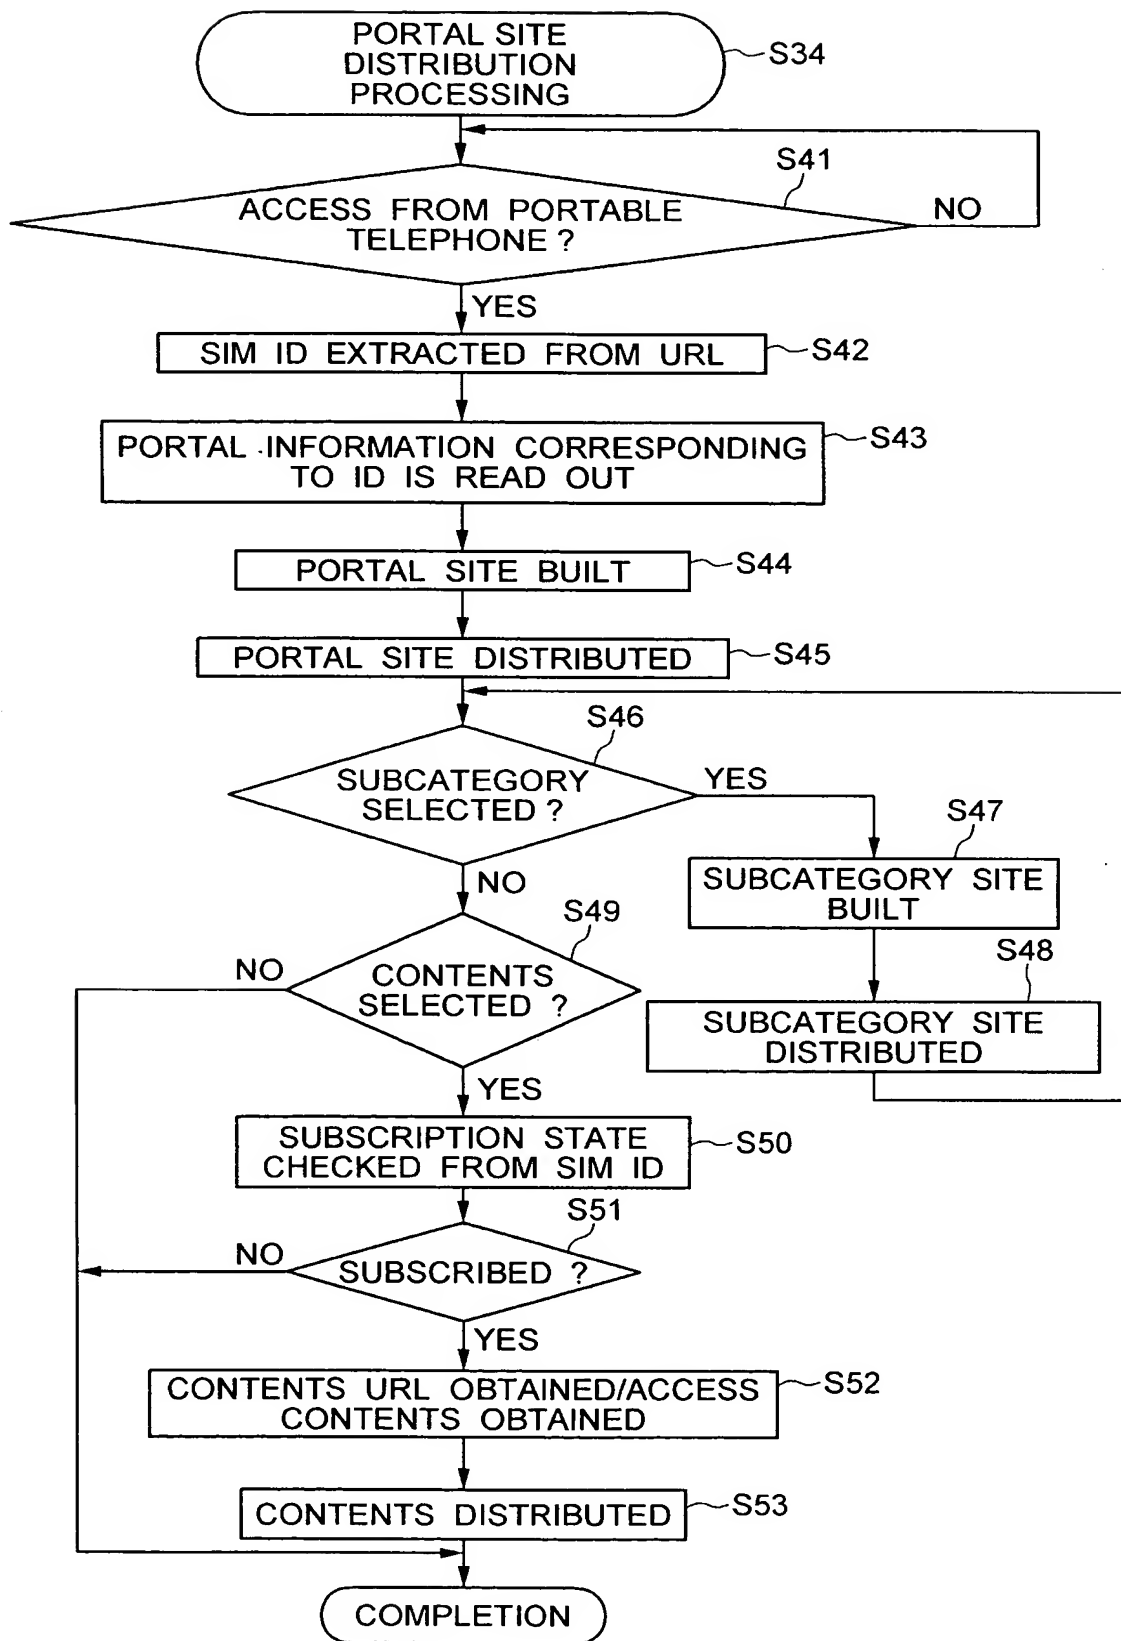 PORTAL SITE
DISTRIBUTION
PROCESSING
S34
S41
ACCESS FROM PORTABLE
TELEPHONE ?
NO
YES
SIM ID EXTRACTED FROM URL
S42
PORTAL INFORMATION CORRESPONDING
TO ID IS READ OUT
S43
PORTAL SITE BUILT
S44
PORTAL SITE DISTRIBUTED
S45
S46
SUBCATEGORY
SELECTED ?
YES
NO
S47
SUBCATEGORY SITE
BUILT
S48
SUBCATEGORY SITE
DISTRIBUTED
S49
CONTENTS
SELECTED ?
NO
YES
SUBSCRIPTION STATE
CHECKED FROM SIM ID
S50
S51
SUBSCRIBED ?
NO
YES
CONTENTS URL OBTAINED/ACCESS
CONTENTS OBTAINED
S52
CONTENTS DISTRIBUTED
S53
COMPLETION